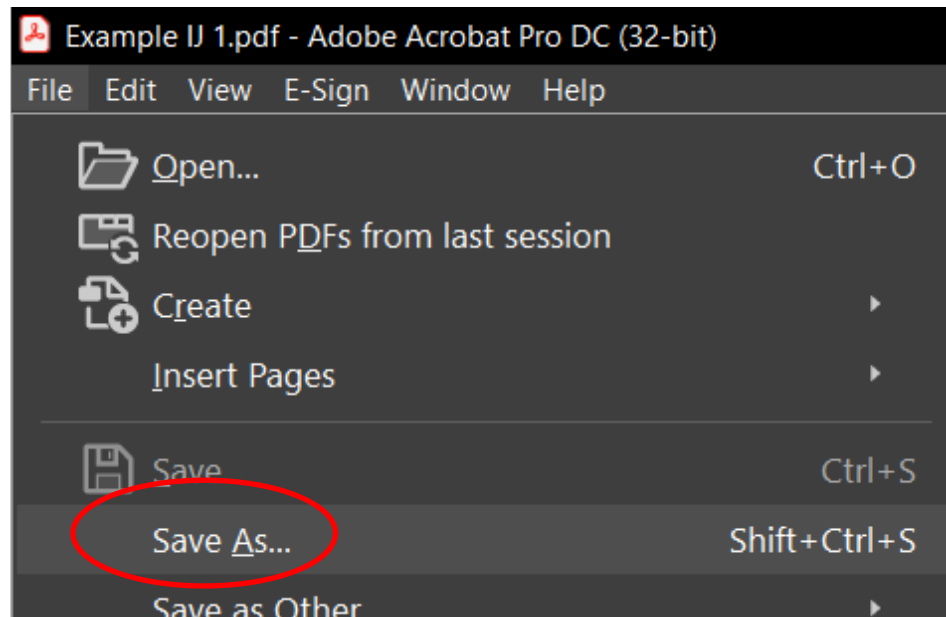 Example IJ 1.pdf - Adobe Acrobat Pro DC (32-bit)
File Edit View E-Sign Window Help
Open... Ctrl+O
Reopen PDFs from last session
Create
Insert Pages
Save Ctrl+S
Save As... Shift+Ctrl+S
Save as Other